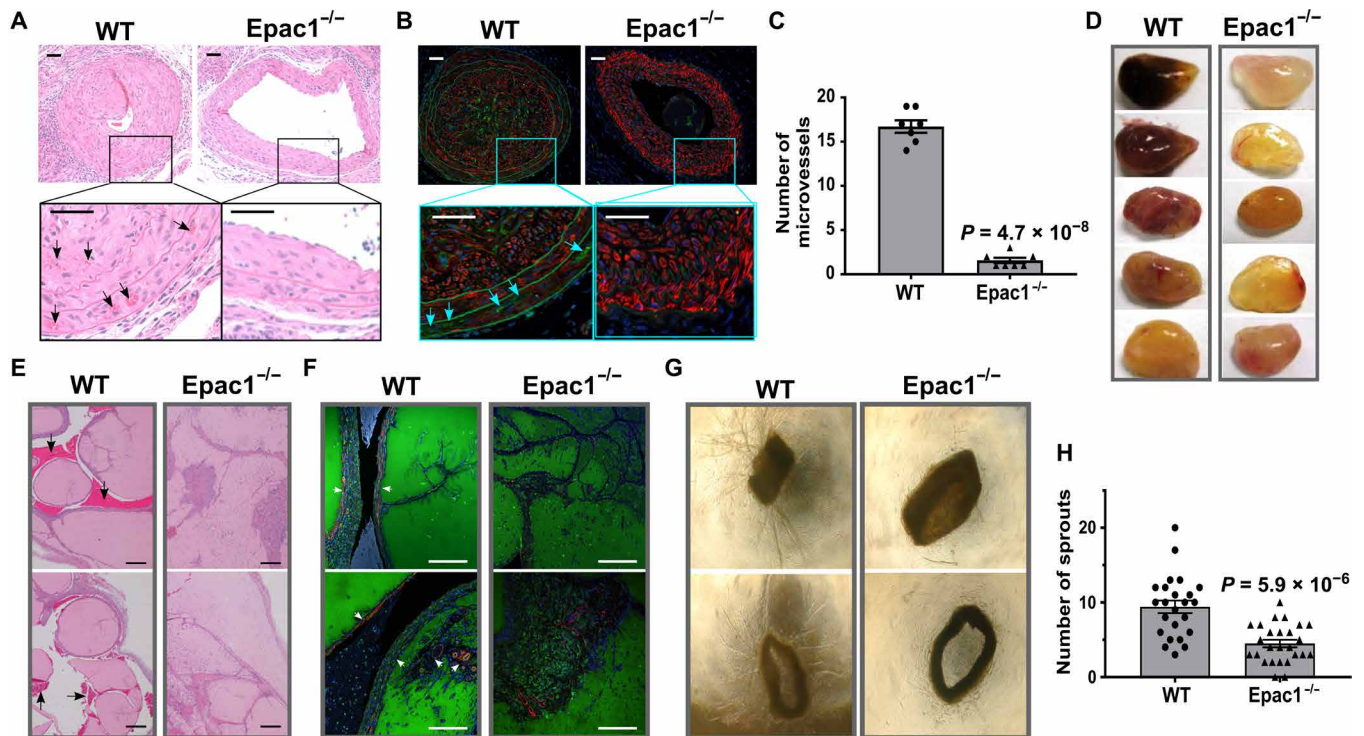 A
WT
Epac1⁻/⁻
B
WT
Epac1⁻/⁻
C
Number of
microvessels
20
15
10
5
0
P = 4.7 × 10⁻⁸
WT
Epac1⁻/⁻
D
WT
Epac1⁻/⁻
E
WT
Epac1⁻/⁻
F
WT
Epac1⁻/⁻
G
WT
Epac1⁻/⁻
H
Number of sprouts
30
20
10
0
P = 5.9 × 10⁻⁶
WT
Epac1⁻/⁻